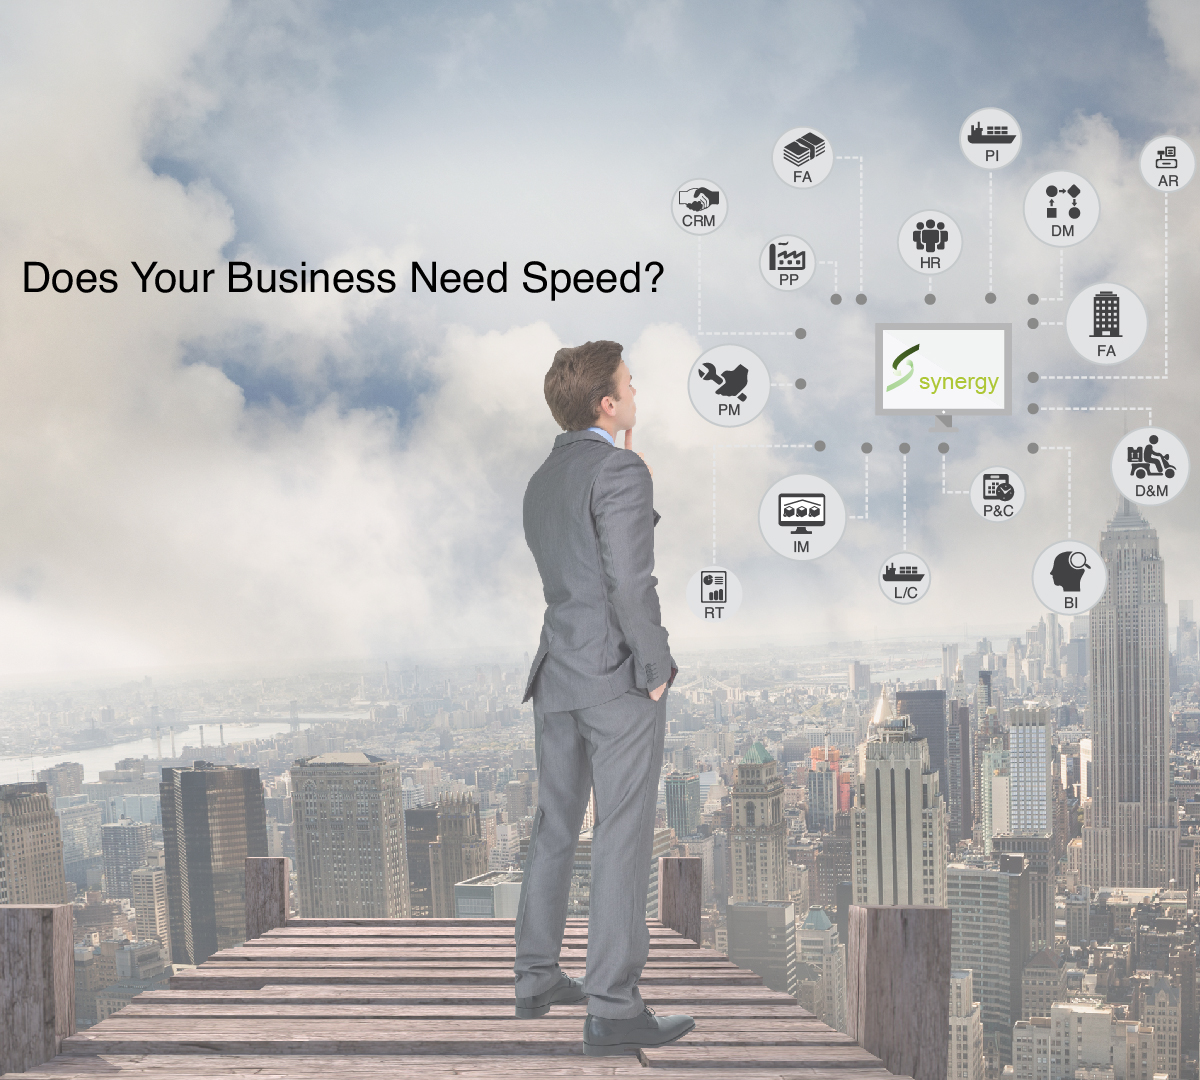 PI
FA
AR
CRM
DM
HR
PP
Does Your Business Need Speed?
FA
synergy
PM
D&M
P&C
IM
L/C
BI
RT